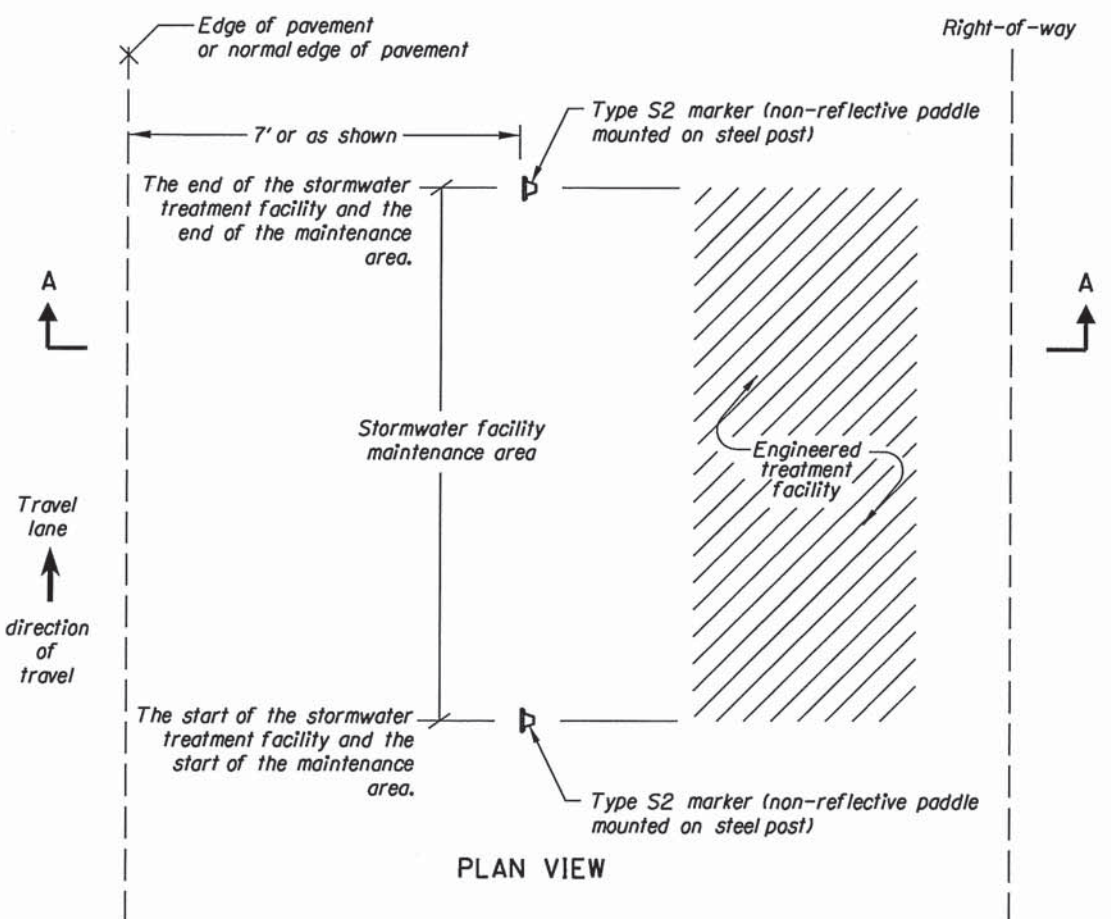 Edge of pavement
or normal edge of pavement
Right-of-way
Type S2 marker (non-reflective paddle
mounted on steel post)
7' or as shown
The end of the stormwater
treatment facility and the
end of the maintenance
area.
A
A
Stormwater facility
maintenance area
Engineered
treatment
facility
Travel
lane
direction
of
travel
The start of the stormwater
treatment facility and the
start of the maintenance
area.
Type S2 marker (non-reflective paddle
mounted on steel post)
PLAN VIEW